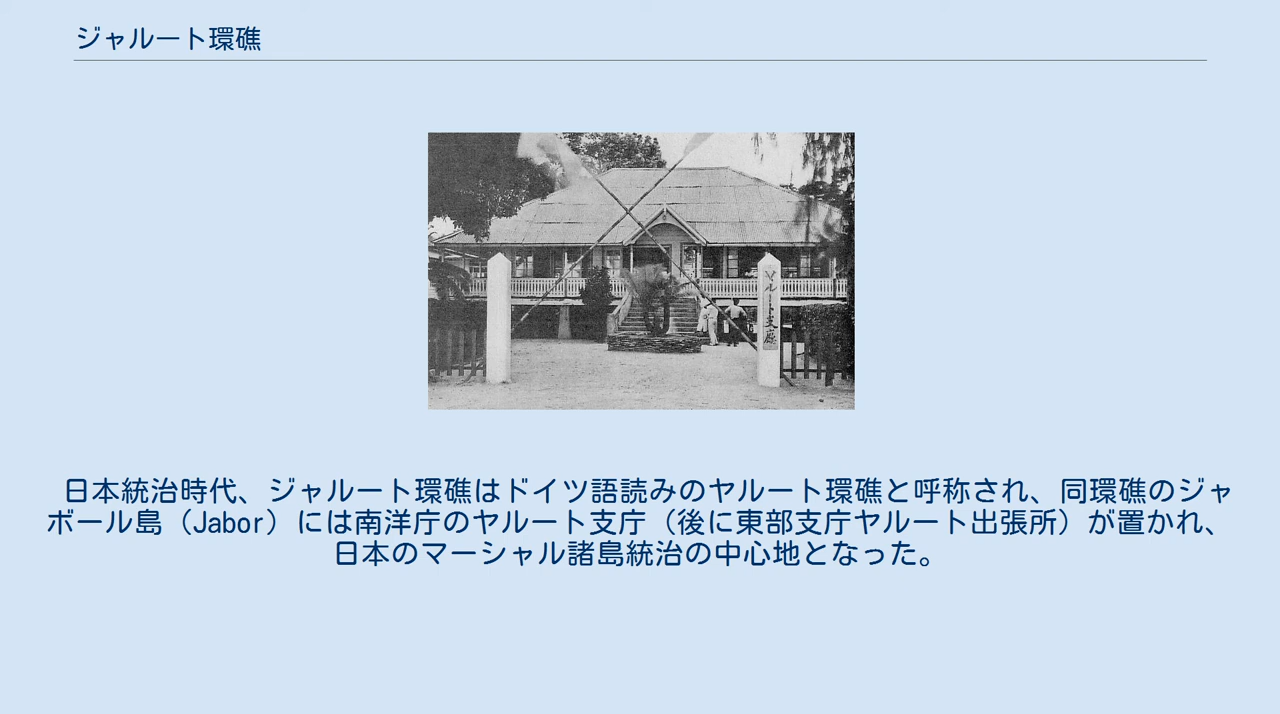 ジャルート環礁
ヤルート支廳
日本統治時代、ジャルート環礁はドイツ語読みのヤルート環礁と呼称され、同環礁のジャ
ボール島（Jabor）には南洋庁のヤルート支庁（後に東部支庁ヤルート出張所）が置かれ、
日本のマーシャル諸島統治の中心地となった。